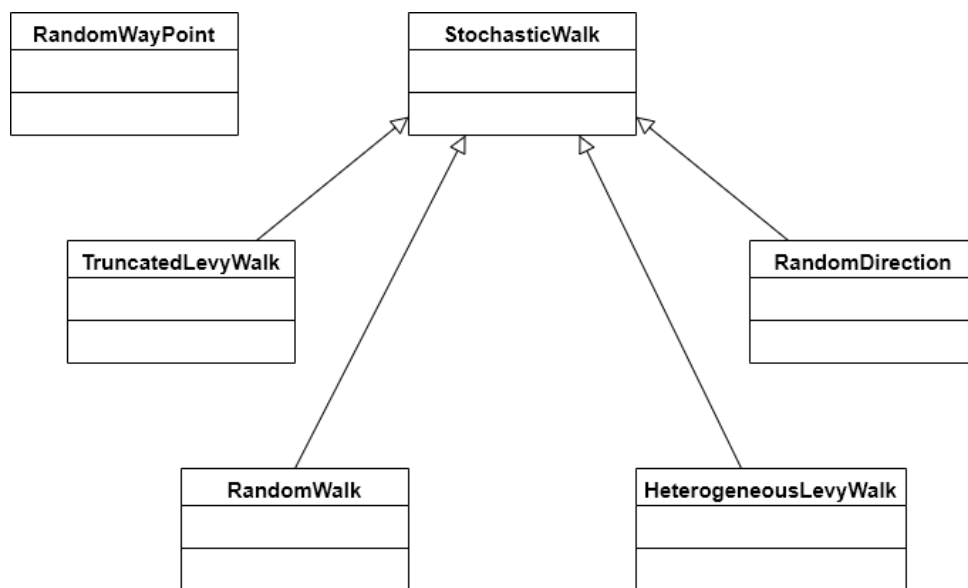 RandomWayPoint
StochasticWalk
TruncatedLevyWalk
RandomDirection
RandomWalk
HeterogeneousLevyWalk